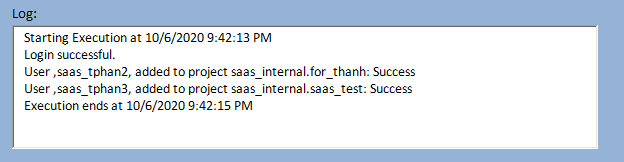 Log:
Starting Execution at 10/6/2020 9:42:13 PM
Login successful.
User ,saas_tphan2, added to project saas_internal.for_thanh: Success
User ,saas_tphan3, added to project saas_internal.saas_test: Success
Execution ends at 10/6/2020 9:42:15 PM